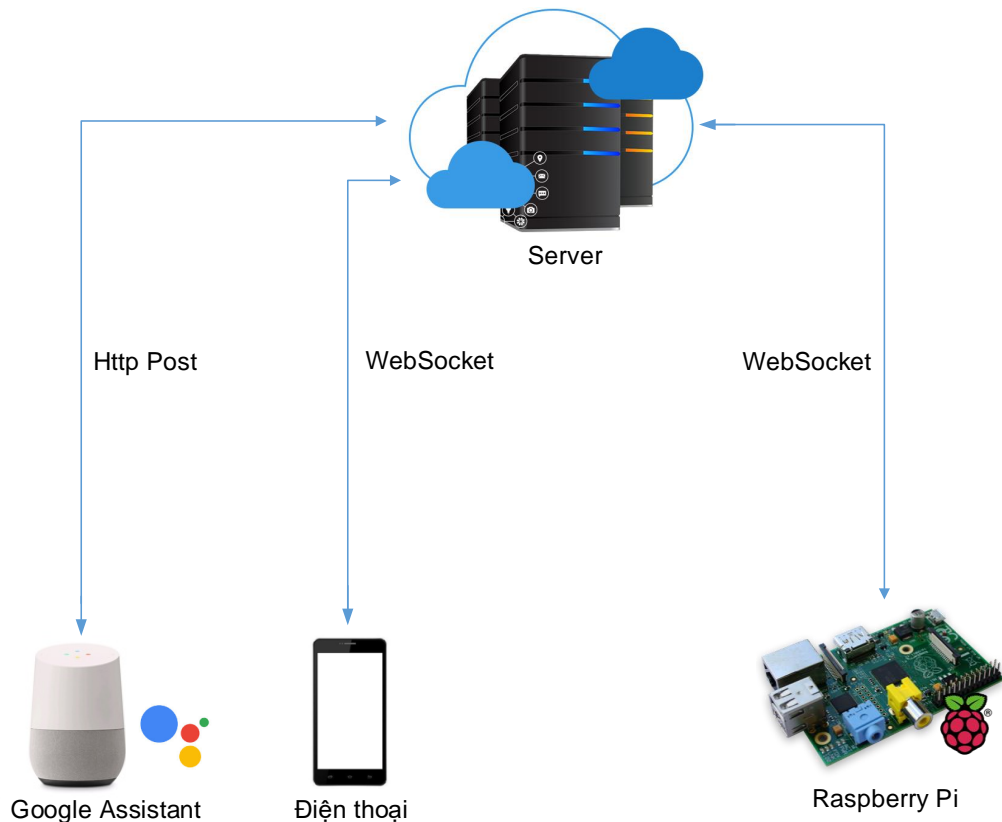 Server
Http Post
WebSocket
WebSocket
Google Assistant
Điện thoại
Raspberry Pi